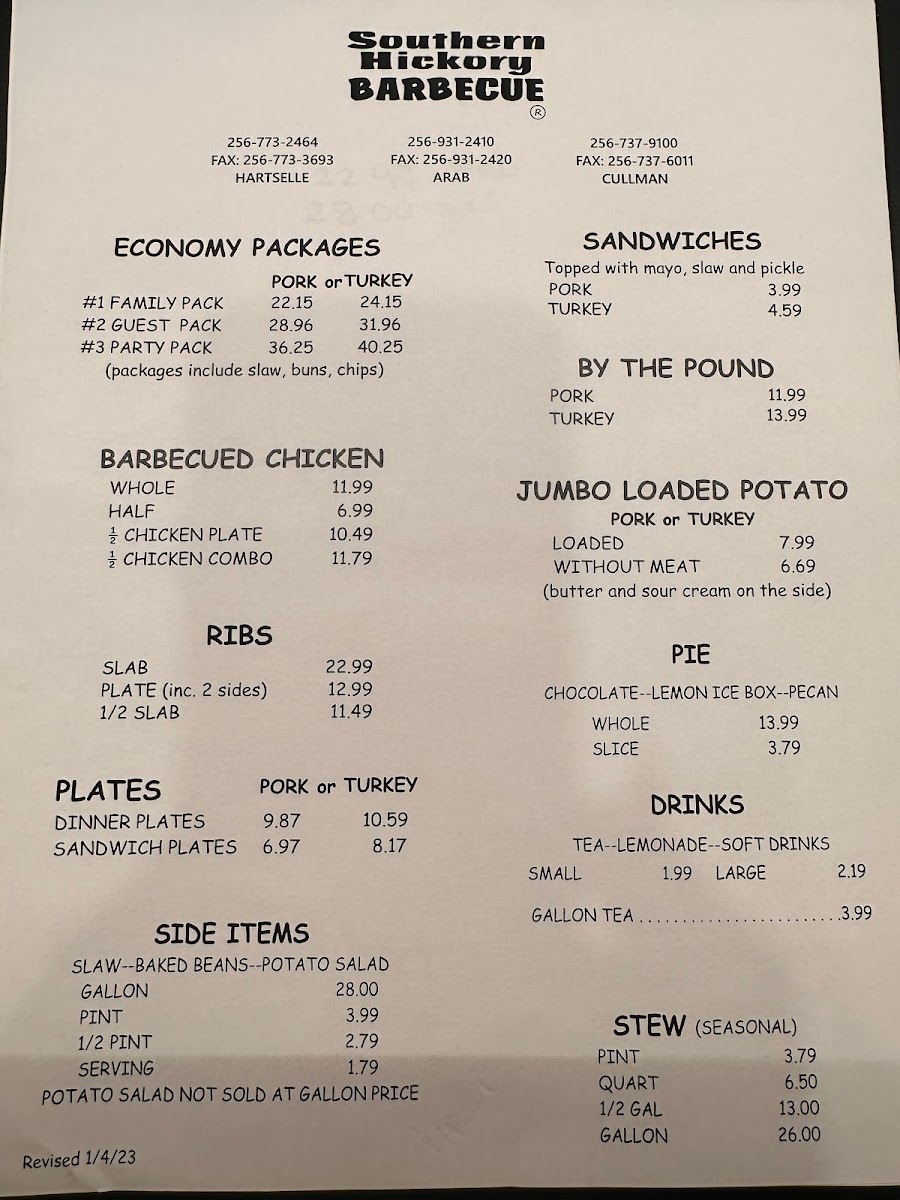 Southern
Hickory
BARBECUE
®
256-773-2464
FAX: 256-773-3693
HARTSELLE
256-931-2410
FAX: 256-931-2420
ARAB
256-737-9100
FAX: 256-737-6011
CULLMAN
ECONOMY PACKAGES
PORK or TURKEY
#1 FAMILY PACK 22.15 24.15
#2 GUEST PACK 28.96 31.96
#3 PARTY PACK 36.25 40.25
(packages include slaw, buns, chips)
BARBECUED CHICKEN
WHOLE 11.99
HALF 6.99
½ CHICKEN PLATE 10.49
½ CHICKEN COMBO 11.79
RIBS
SLAB 22.99
PLATE (inc. 2 sides) 12.99
1/2 SLAB 11.49
PLATES PORK or TURKEY
DINNER PLATES 9.87 10.59
SANDWICH PLATES 6.97 8.17
SIDE ITEMS
SLAW--BAKED BEANS--POTATO SALAD
GALLON 28.00
PINT 3.99
1/2 PINT 2.79
SERVING 1.79
POTATO SALAD NOT SOLD AT GALLON PRICE
Revised 1/4/23
SANDWICHES
Topped with mayo, slaw and pickle
PORK 3.99
TURKEY 4.59
BY THE POUND
PORK 11.99
TURKEY 13.99
JUMBO LOADED POTATO
PORK or TURKEY
LOADED 7.99
WITHOUT MEAT 6.69
(butter and sour cream on the side)
PIE
CHOCOLATE--LEMON ICE BOX--PECAN
WHOLE 13.99
SLICE 3.79
DRINKS
TEA--LEMONADE--SOFT DRINKS
SMALL 1.99 LARGE 2.19
GALLON TEA ........................3.99
STEW (SEASONAL)
PINT 3.79
QUART 6.50
1/2 GAL 13.00
GALLON 26.00